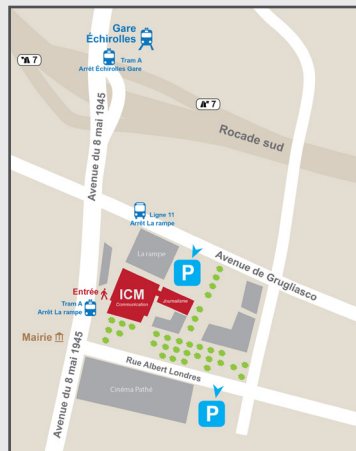 Gare
Échirolles
Tram A
Arrêt Échirolles Gare
7
7
Rocade sud
Avenue du 8 mai 1945
Ligne 11
Arrêt La rampe
La rampe
P
Avenue de Grugliasco
Entrée
ICM
Communication
Journalisme
Tram A
Arrêt La rampe
Mairie
Rue Albert Londres
Cinéma Pathé
P
Avenue du 8 mai 1945